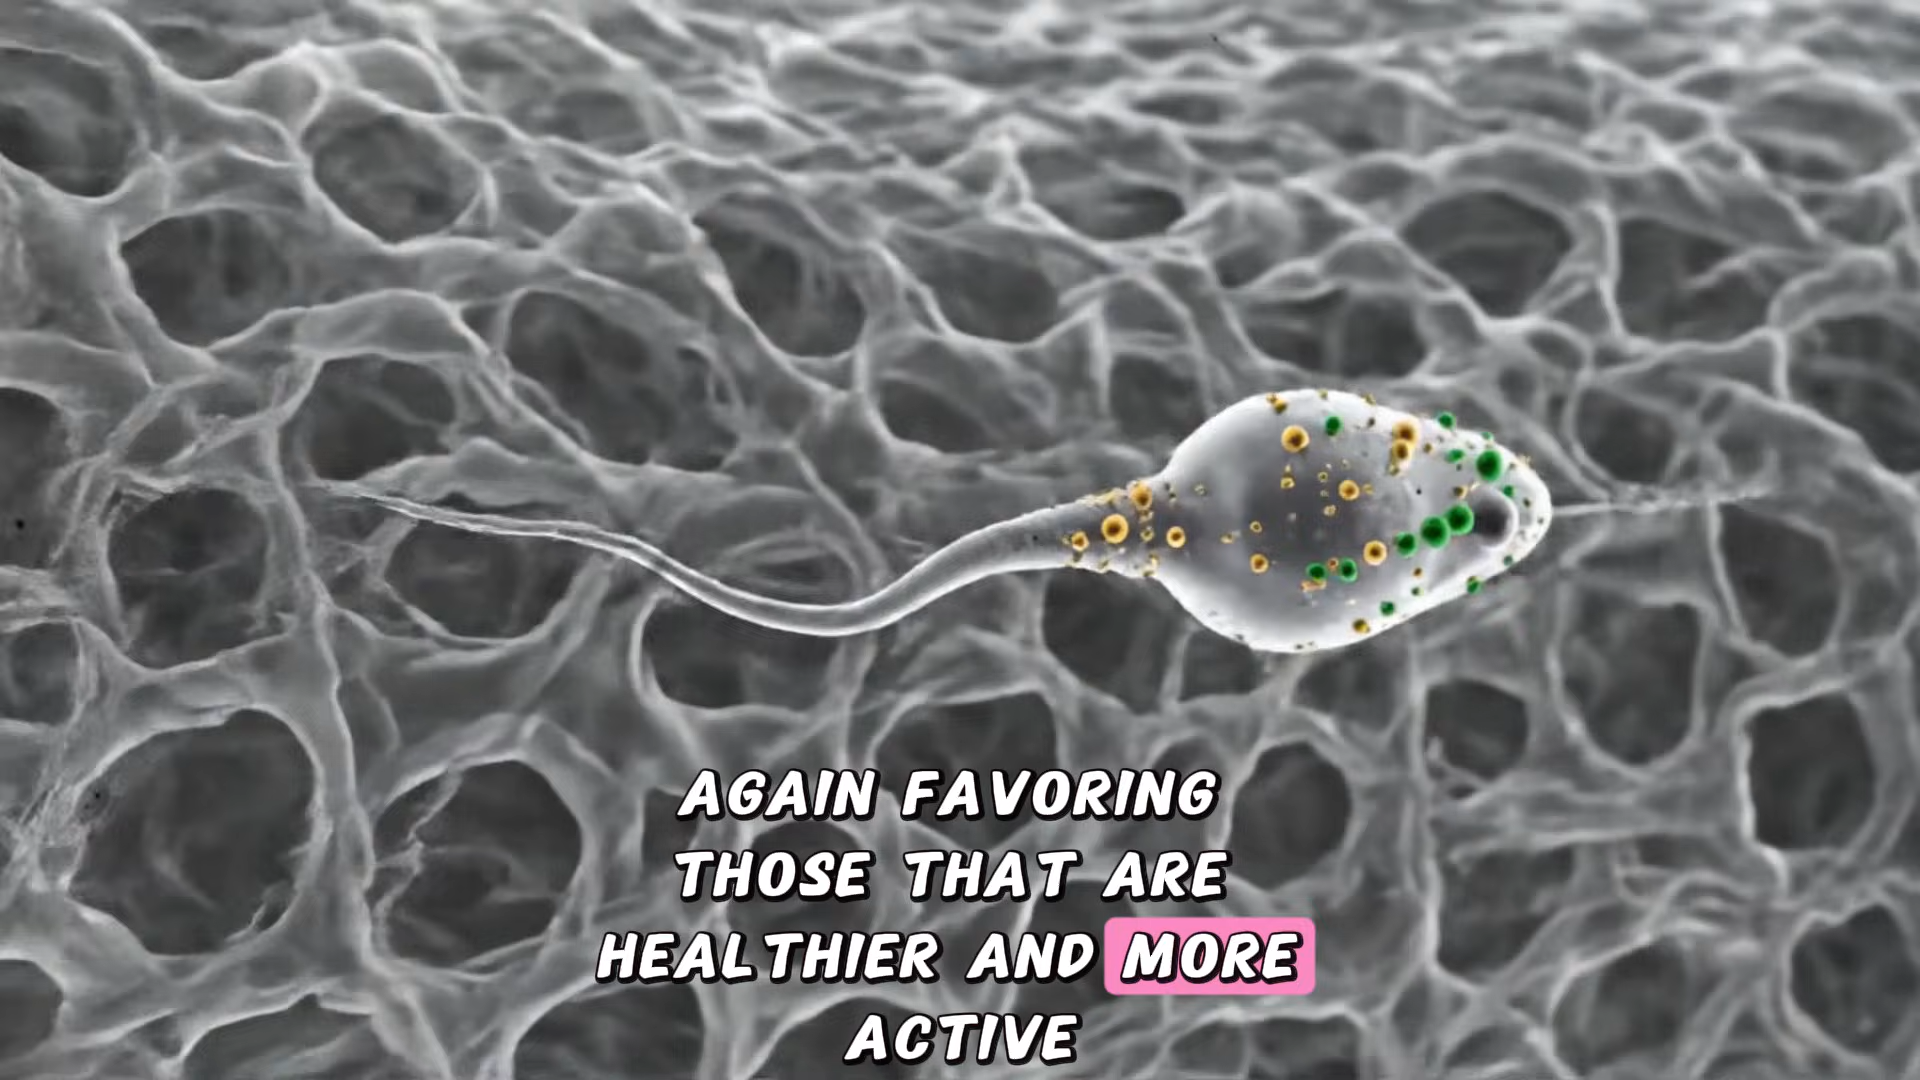 AGAIN FAVORING
THOSE THAT ARE
HEALTHIER AND MORE
ACTIVE